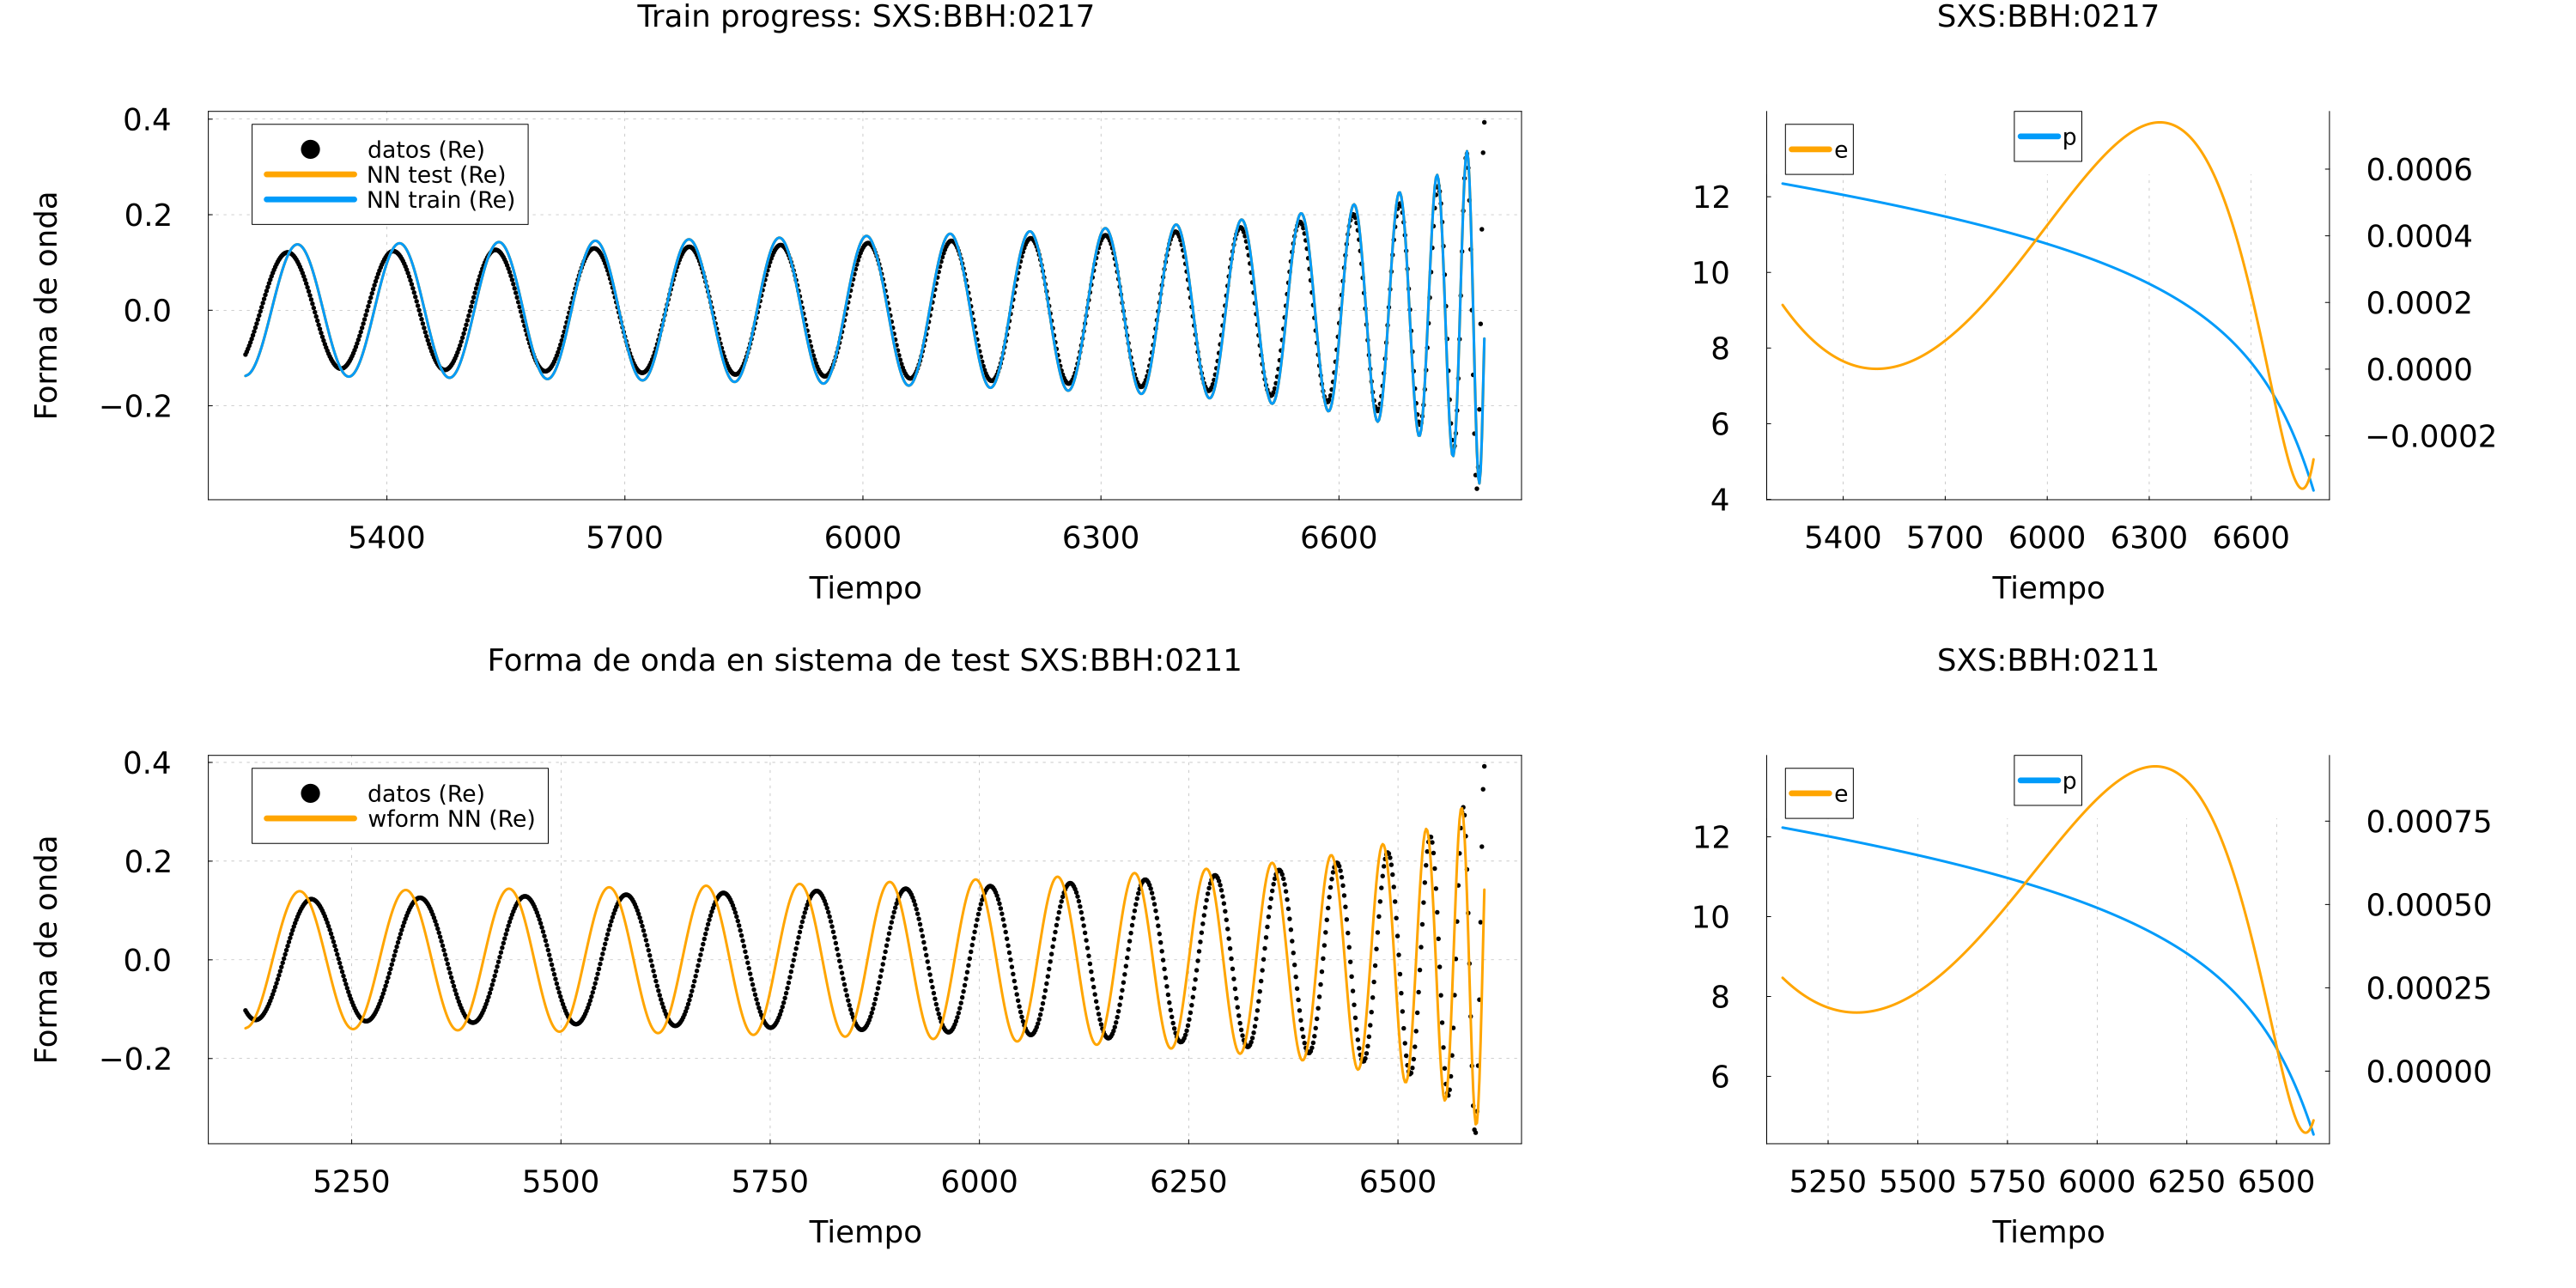 Train progress: SXS:BBH:0217
Forma de onda
0.4
0.2
0.0
−0.2
datos (Re)
NN test (Re)
NN train (Re)
5400 5700 6000 6300 6600
Tiempo
SXS:BBH:0217
e
p
12
10
8
6
4
0.0006
0.0004
0.0002
0.0000
−0.0002
5400 5700 6000 6300 6600
Tiempo
Forma de onda en sistema de test SXS:BBH:0211
Forma de onda
0.4
0.2
0.0
−0.2
datos (Re)
wform NN (Re)
5250 5500 5750 6000 6250 6500
Tiempo
SXS:BBH:0211
e
p
12
10
8
6
0.00075
0.00050
0.00025
0.00000
5250 5500 5750 6000 6250 6500
Tiempo